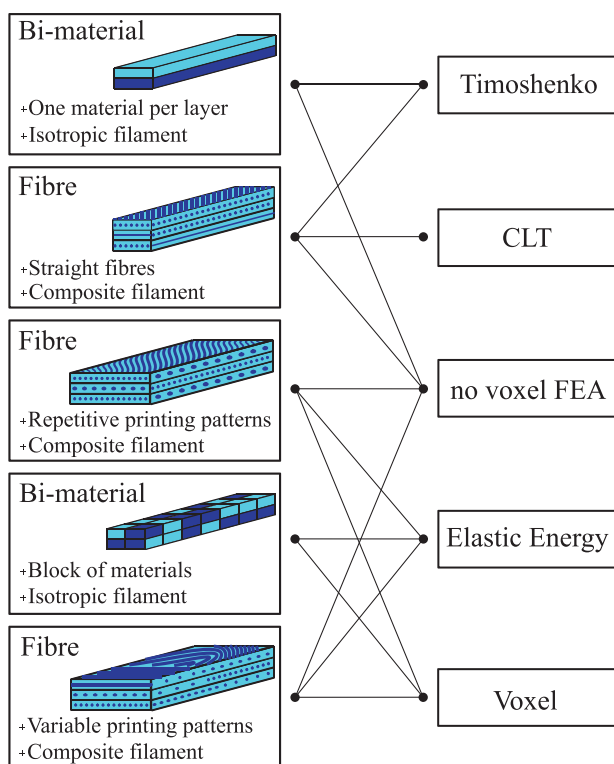 Bi-material
+One material per layer
+Isotropic filament
Fibre
+Straight fibres
+Composite filament
Fibre
+Repetitive printing patterns
+Composite filament
Bi-material
+Block of materials
+Isotropic filament
Fibre
+Variable printing patterns
+Composite filament
Timoshenko
CLT
no voxel FEA
Elastic Energy
Voxel